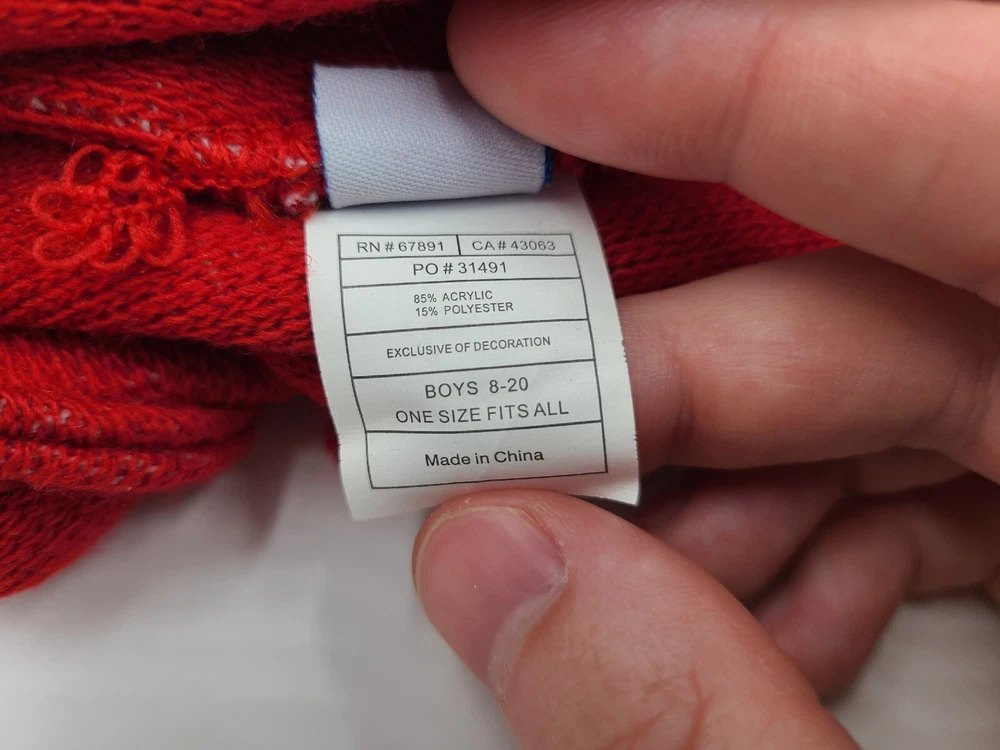 RN # 67891 CA # 43063
PO # 31491
85% ACRYLIC
15% POLYESTER
EXCLUSIVE OF DECORATION
BOYS 8-20
ONE SIZE FITS ALL
Made in China